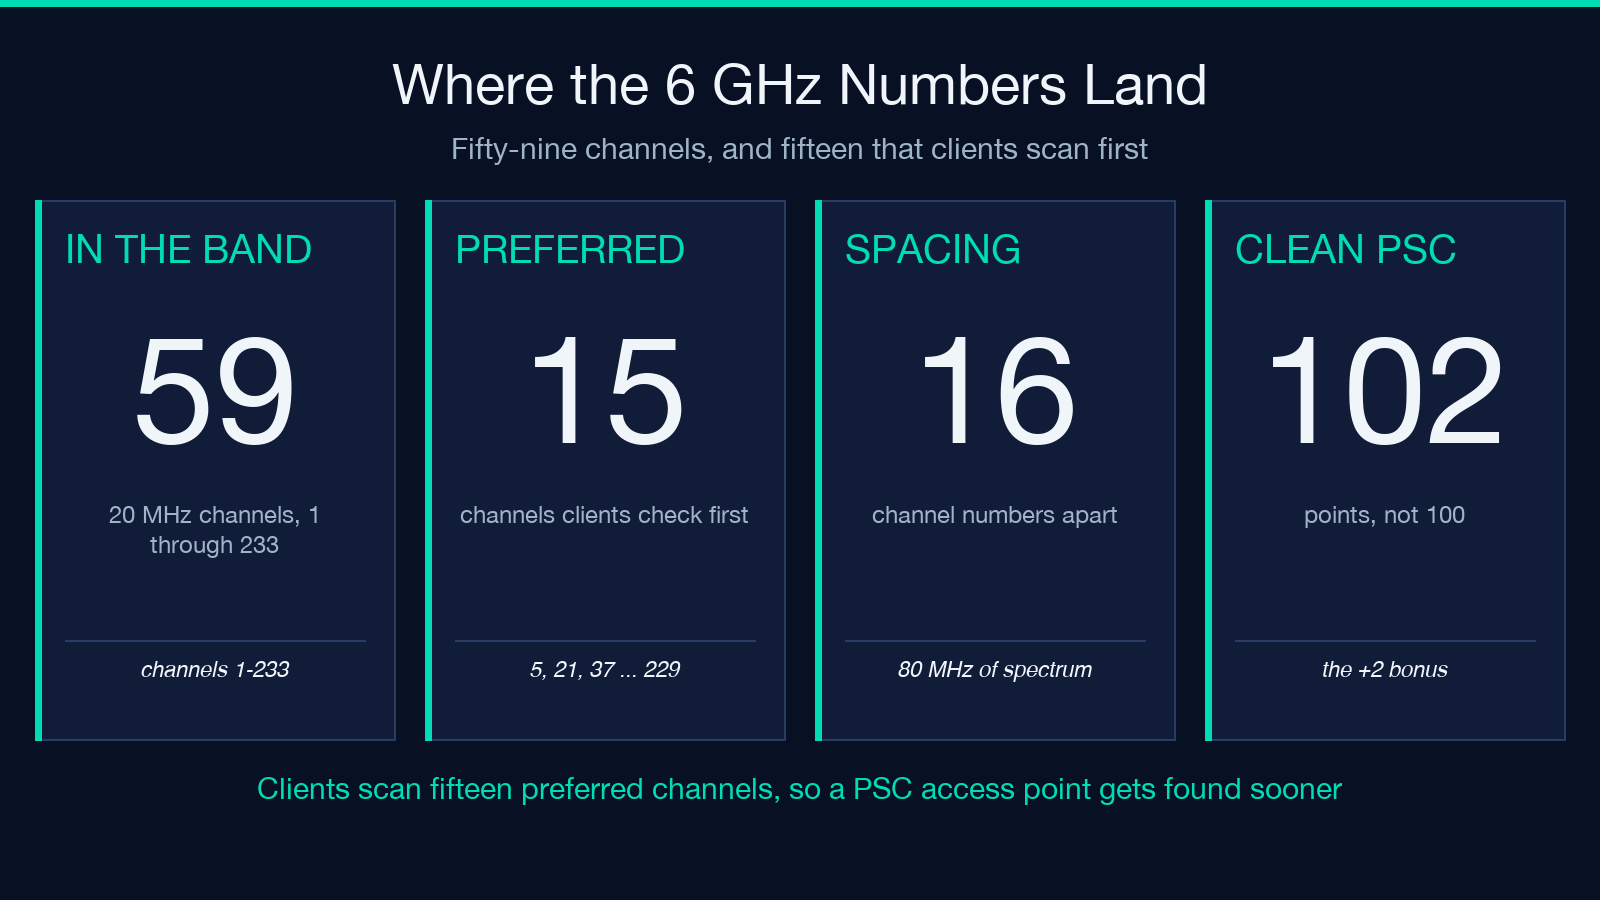 Where the 6 GHz Numbers Land
Fifty-nine channels, and fifteen that clients scan first
IN THE BAND
59
20 MHz channels, 1
through 233
channels 1-233
PREFERRED
15
channels clients check first
5, 21, 37 ... 229
SPACING
16
channel numbers apart
80 MHz of spectrum
CLEAN PSC
102
points, not 100
the +2 bonus
Clients scan fifteen preferred channels, so a PSC access point gets found sooner